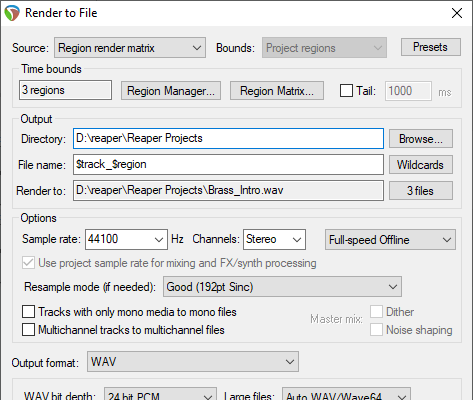 Render to File
Source: Region render matrix Bounds: Project regions Presets
Time bounds
3 regions Region Manager... Region Matrix... Tail: 1000 ms
Output
Directory: D:\reaper\Reaper Projects Browse...
File name: $track_$region Wildcards
Render to: D:\reaper\Reaper Projects\Brass_Intro.wav 3 files
Options
Sample rate: 44100 Hz Channels: Stereo Full-speed Offline
Use project sample rate for mixing and FX/synth processing
Resample mode (if needed): Good (192pt Sinc)
Tracks with only mono media to mono files Master mix: Dither
Multichannel tracks to multichannel files Noise shaping
Output format: WAV
WAV bit depth: 24 bit PCM Large files: Auto WAV/Wave64